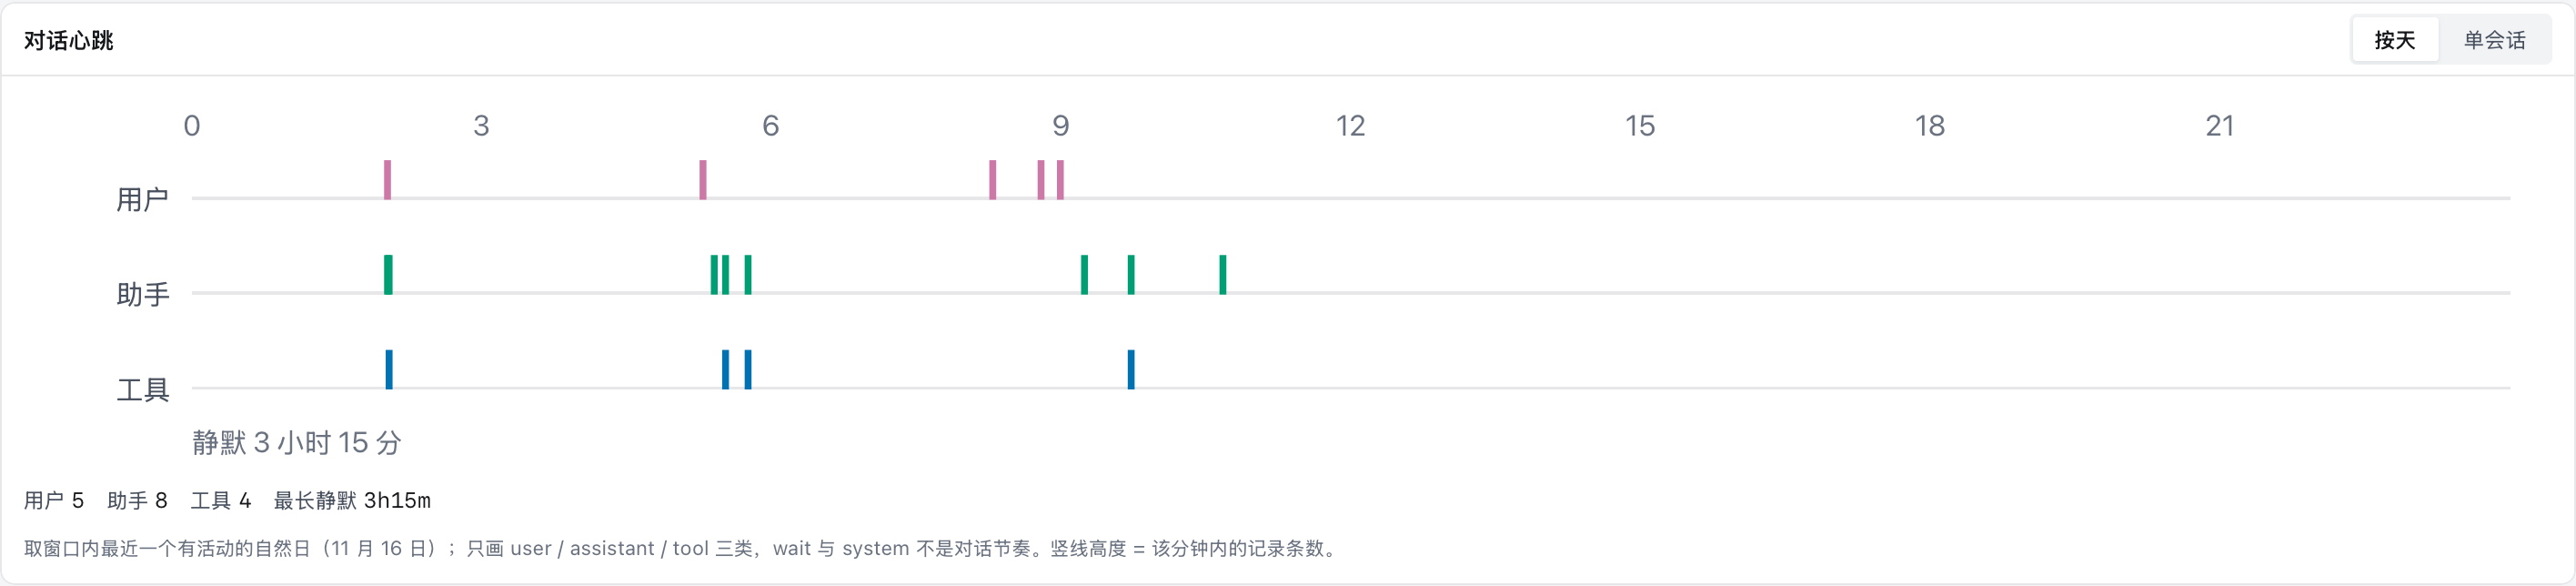 对话心跳 按天 单会话
0 3 6 9 12 15 18 21
用户
助手
工具
静默 3 小时 15 分
用户 5 助手 8 工具 4 最长静默 3h15m
取窗口内最近一个有活动的自然日（11 月 16 日）；只画 user / assistant / tool 三类，wait 与 system 不是对话节奏。竖线高度 = 该分钟内的记录条数。